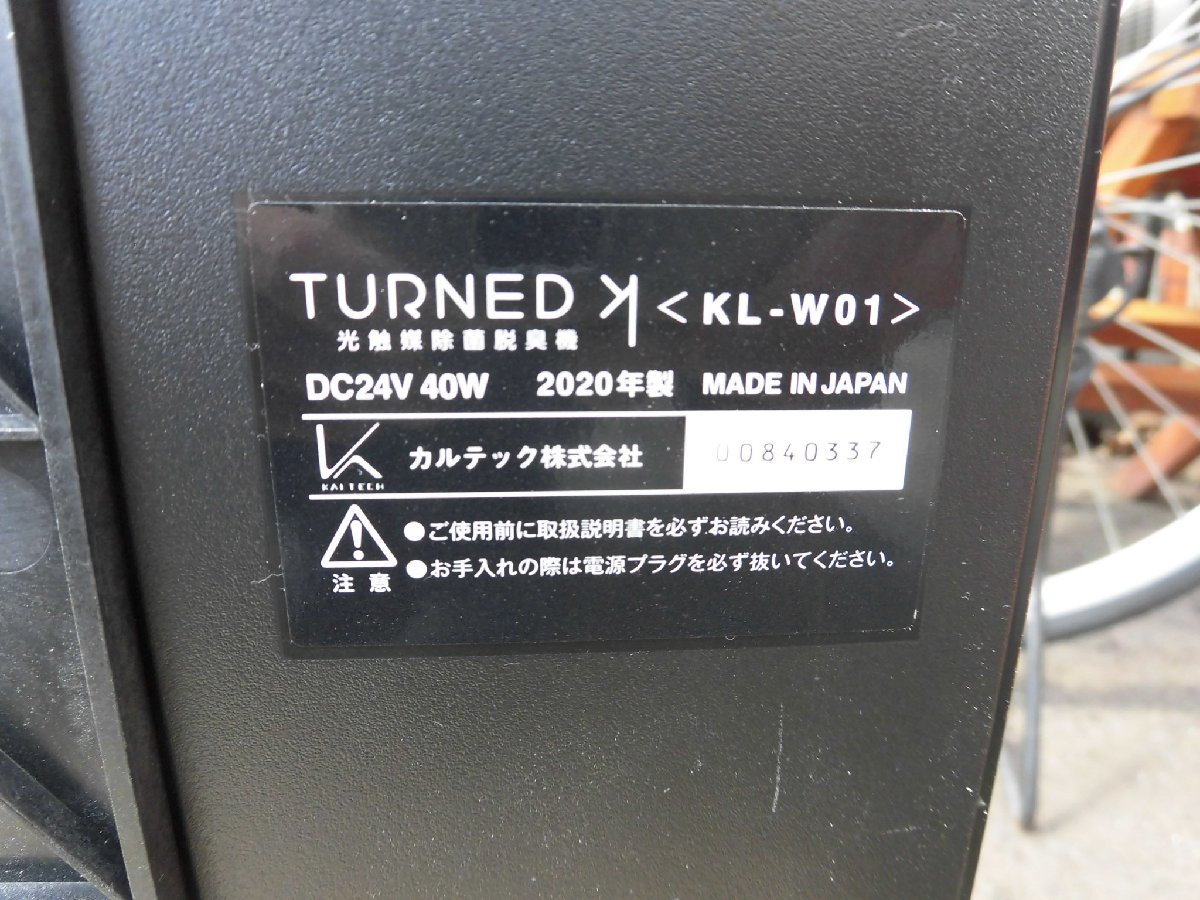 TURNED K <KL-W01>
光触媒除菌脱臭機
DC24V 40W 2020年製 MADE IN JAPAN
KALTECH カルテック株式会社 00840337
●ご使用前に取扱説明書を必ずお読みください。
●お手入れの際は電源プラグを必ず抜いてください。
注意